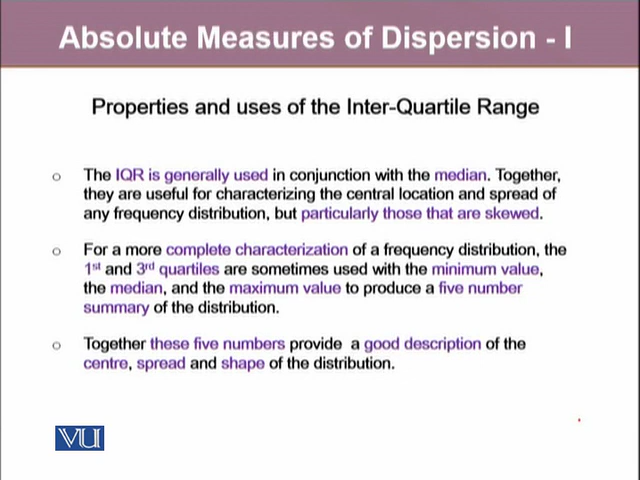 Absolute Measures of Dispersion - I
Properties and uses of the Inter-Quartile Range
o The IQR is generally used in conjunction with the median. Together,
they are useful for characterizing the central location and spread of
any frequency distribution, but particularly those that are skewed.
o For a more complete characterization of a frequency distribution, the
1st and 3rd quartiles are sometimes used with the minimum value,
the median, and the maximum value to produce a five number
summary of the distribution.
o Together these five numbers provide a good description of the
centre, spread and shape of the distribution.
VU